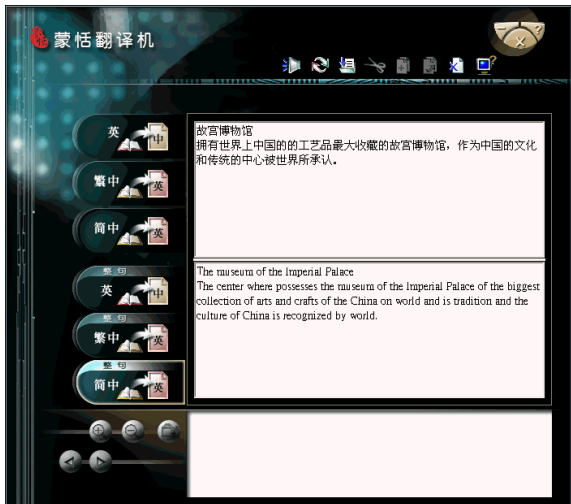 蒙恬翻译机
英 中
繁中 英
简中 英
整句
英 中
整句
繁中 英
整句
简中 英
故宫博物馆
拥有世界上中国的的工艺品最大收藏的故宫博物馆，作为中国的文化
和传统的中心被世界所承认。
The museum of the Imperial Palace
The center where possesses the museum of the Imperial Palace of the biggest
collection of arts and crafts of the China on world and is tradition and the
culture of China is recognized by world.